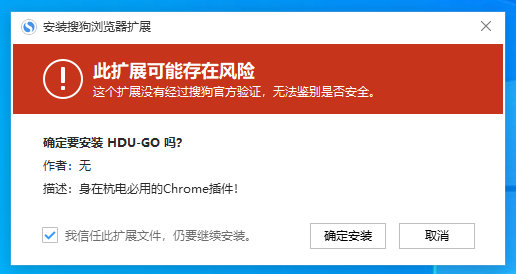 安装搜狗浏览器扩展
此扩展可能存在风险
这个扩展没有经过搜狗官方验证，无法鉴别是否安全。
确定要安装 HDU-GO 吗?
作者：无
描述：身在杭电必用的Chrome插件!
我信任此扩展文件，仍要继续安装。
确定安装
取消